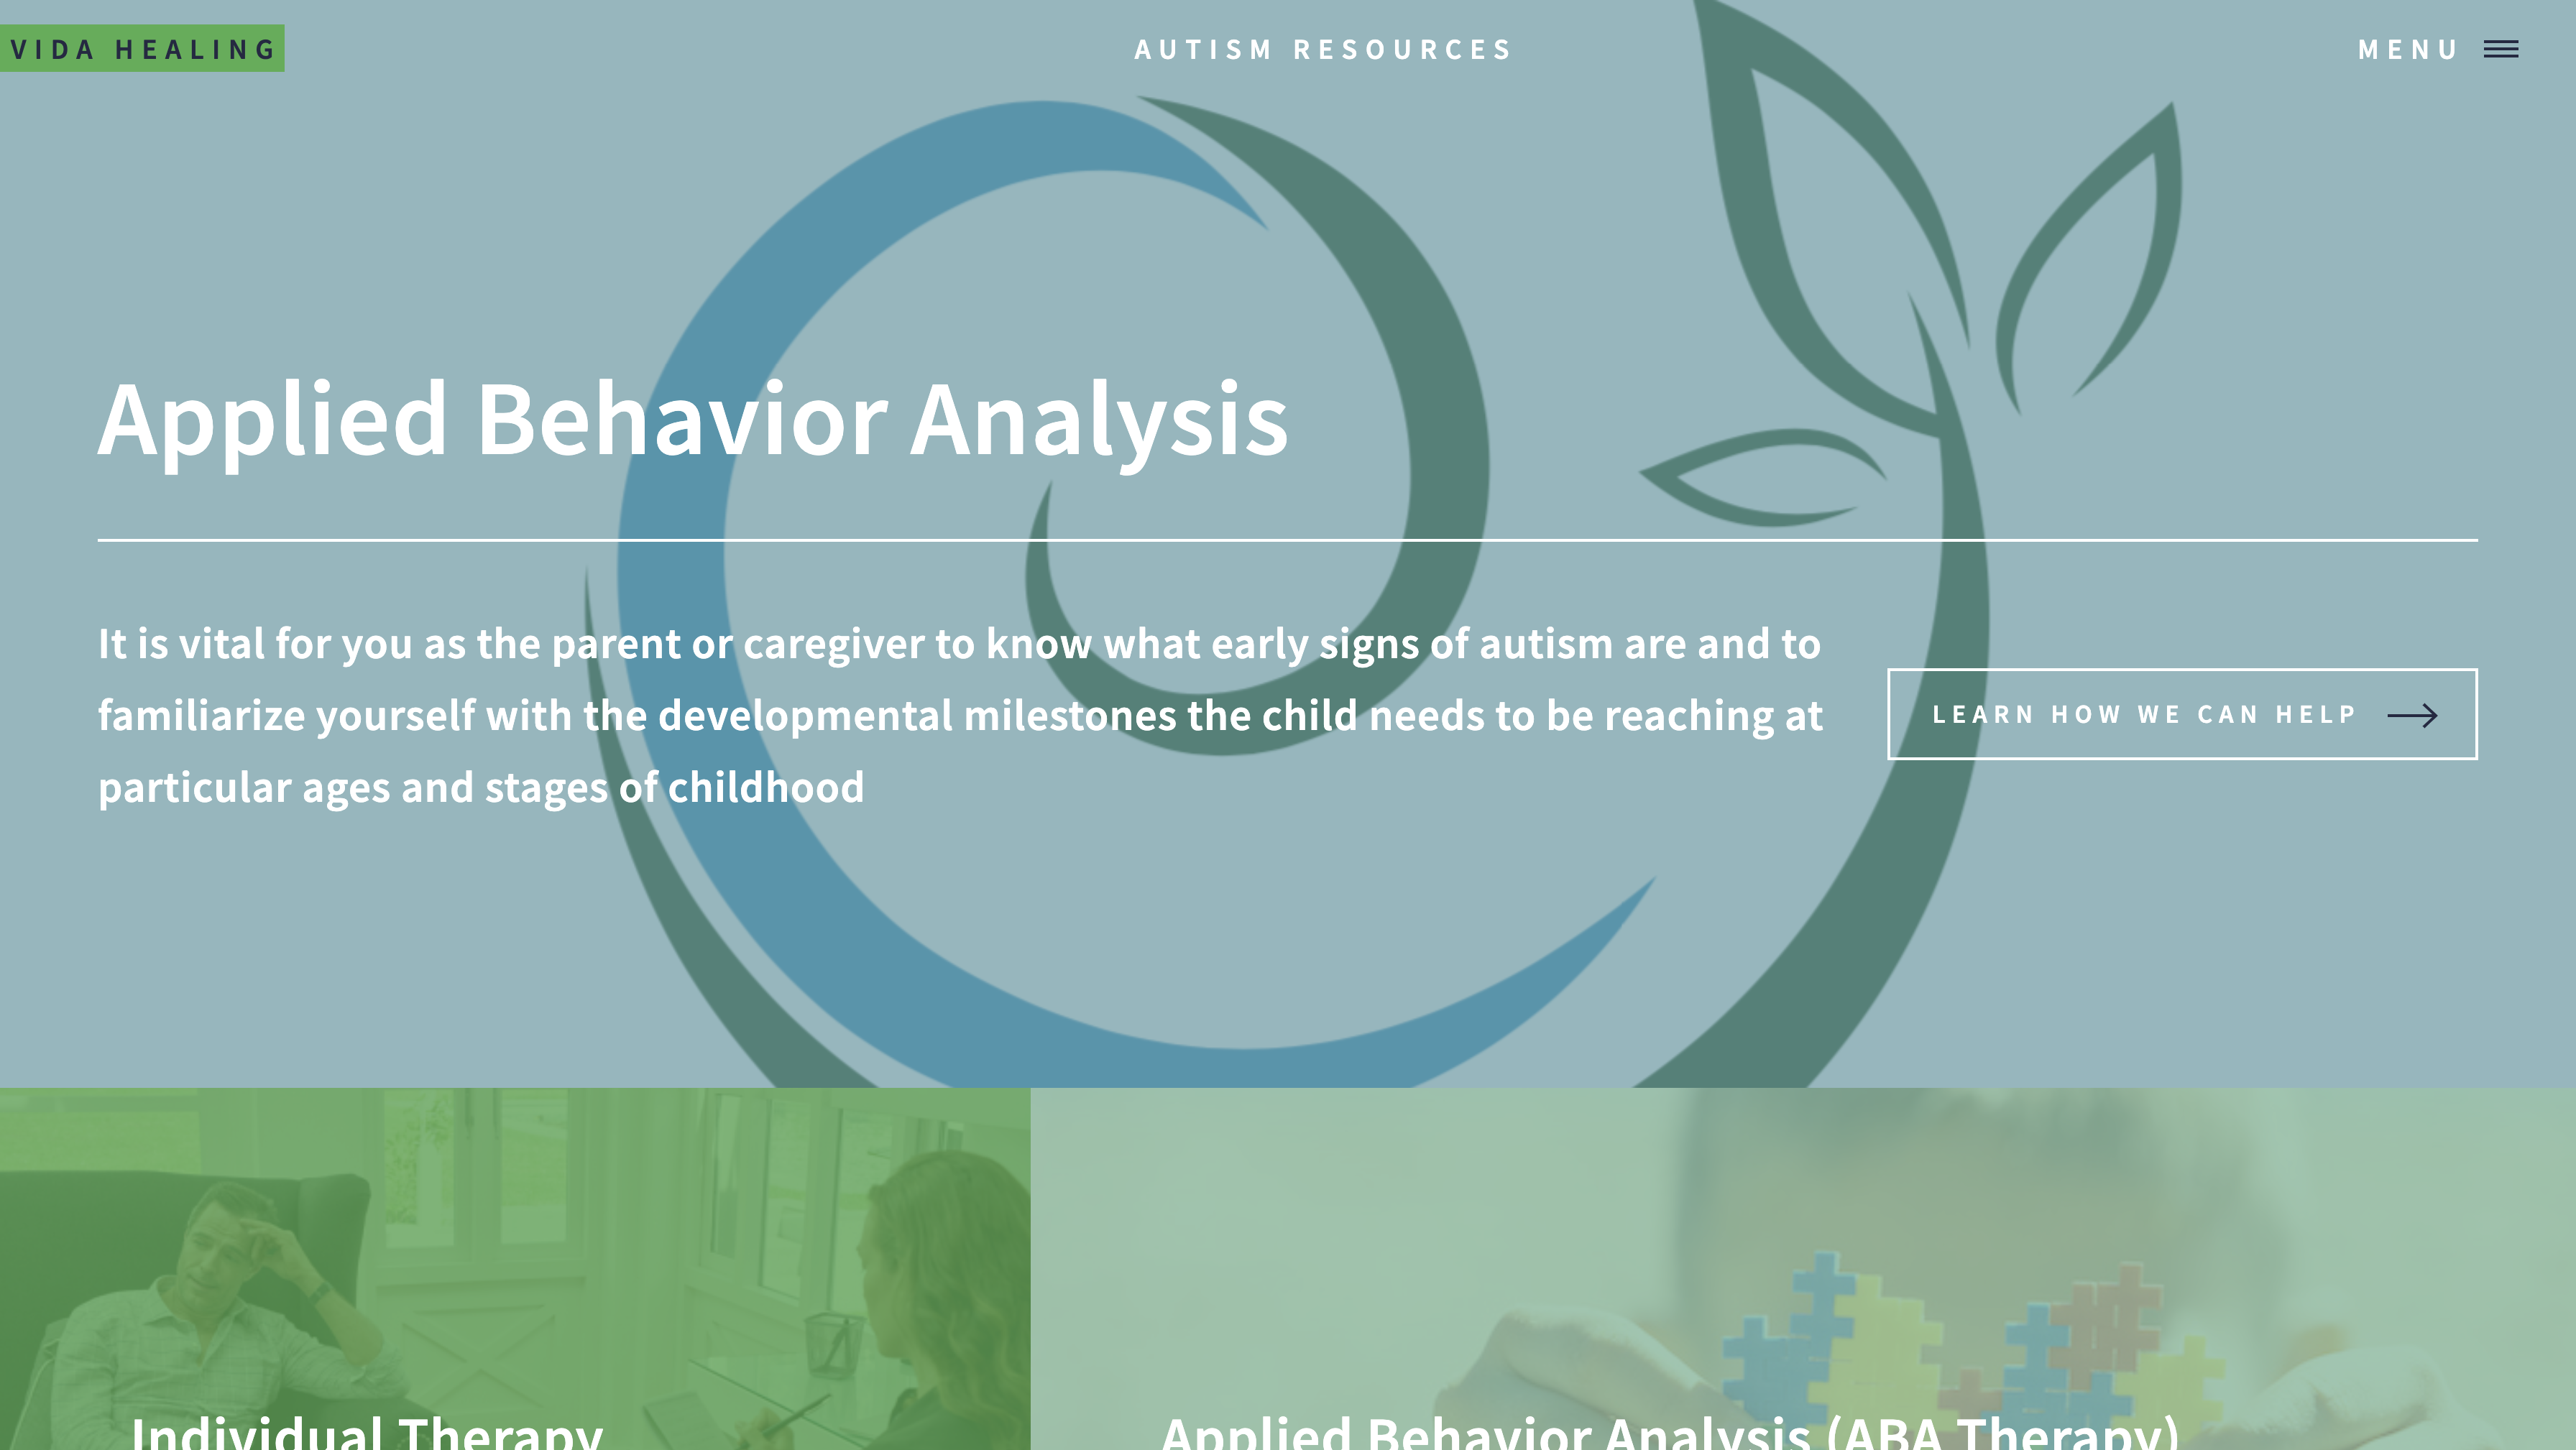 VIDA HEALING
AUTISM RESOURCES
MENU
Applied Behavior Analysis
It is vital for you as the parent or caregiver to know what early signs of autism are and to
familiarize yourself with the developmental milestones the child needs to be reaching at
particular ages and stages of childhood
LEARN HOW WE CAN HELP
Individual Therapy
Applied Behavior Analysis (ABA Therapy)